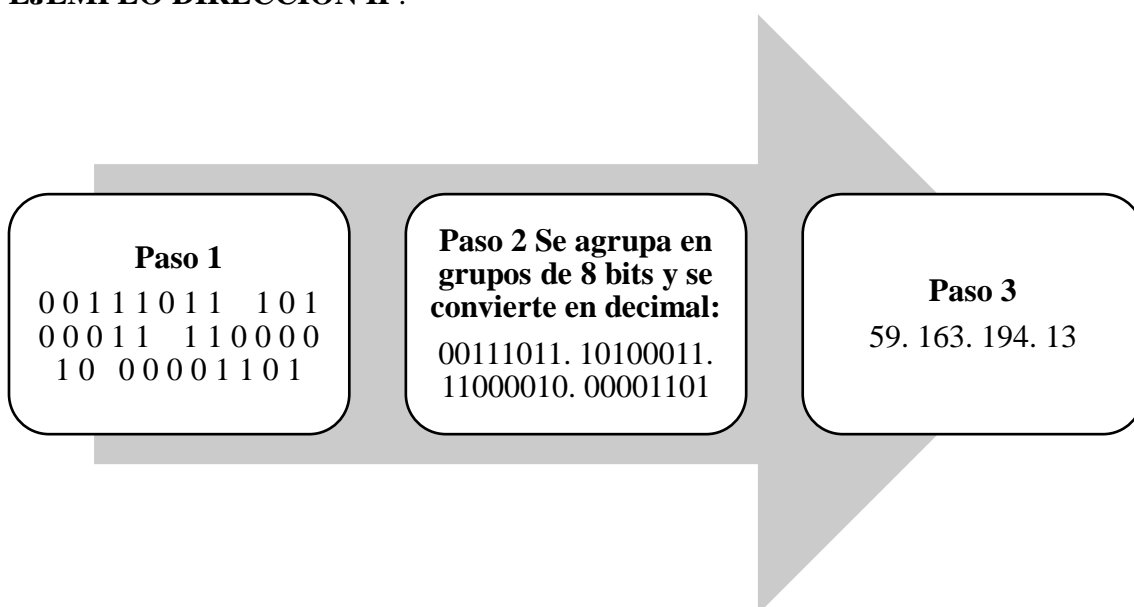 EJEMPLO DIRECCIÓN IP:
Paso 1
0 0 1 1 1 0 1 1 1 0 1
0 0 0 1 1 1 1 0 0 0 0
1 0 0 0 0 0 1 1 0 1
Paso 2 Se agrupa en
grupos de 8 bits y se
convierte en decimal:
00111011. 10100011.
11000010. 00001101
Paso 3
59. 163. 194. 13